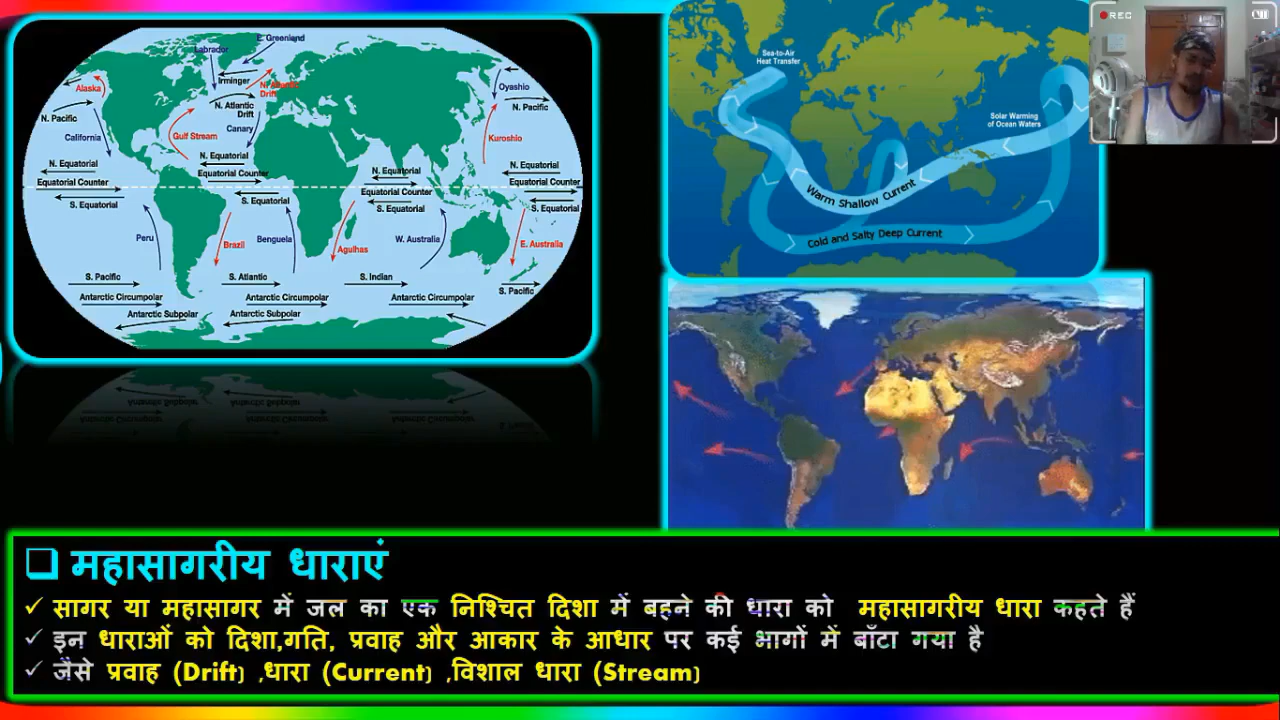 Labrador
E. Greenland
Irminger
N. Atlantic
Drift
Oyashio
Alaska
N. Pacific
N. Atlantic
Drift
N. Pacific
California
Gulf Stream
Canary
Kuroshio
N. Equatorial
N. Equatorial
N. Equatorial
N. Equatorial
Equatorial Counter
Equatorial Counter
Equatorial Counter
Equatorial Counter
S. Equatorial
S. Equatorial
S. Equatorial
S. Equatorial
Peru
Brazil
Benguela
Agulhas
W. Australia
E. Australia
S. Pacific
S. Atlantic
S. Indian
S. Pacific
Antarctic Circumpolar
Antarctic Circumpolar
Antarctic Circumpolar
Antarctic Subpolar
Antarctic Subpolar
Sea-to-Air
Heat Transfer
Solar Warming
of Ocean Waters
Warm Shallow Current
Cold and Salty Deep Current
REC
❑ महासागरीय धाराएं
✓ सागर या महासागर में जल का एक निश्चित दिशा में बहने की धारा को महासागरीय धारा कहते हैं
✓ इन धाराओं को दिशा,गति, प्रवाह और आकार के आधार पर कई भागों में बाँटा गया है
✓ जैसे प्रवाह (Drift) ,धारा (Current) ,विशाल धारा (Stream)